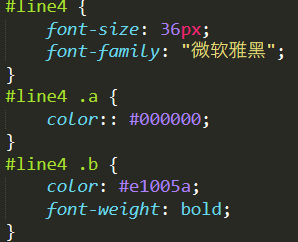 #line4 {
    font-size: 36px;
    font-family: "微软雅黑";
}
#line4 .a {
    color:: #000000;
}
#line4 .b {
    color: #e1005a;
    font-weight: bold;
}